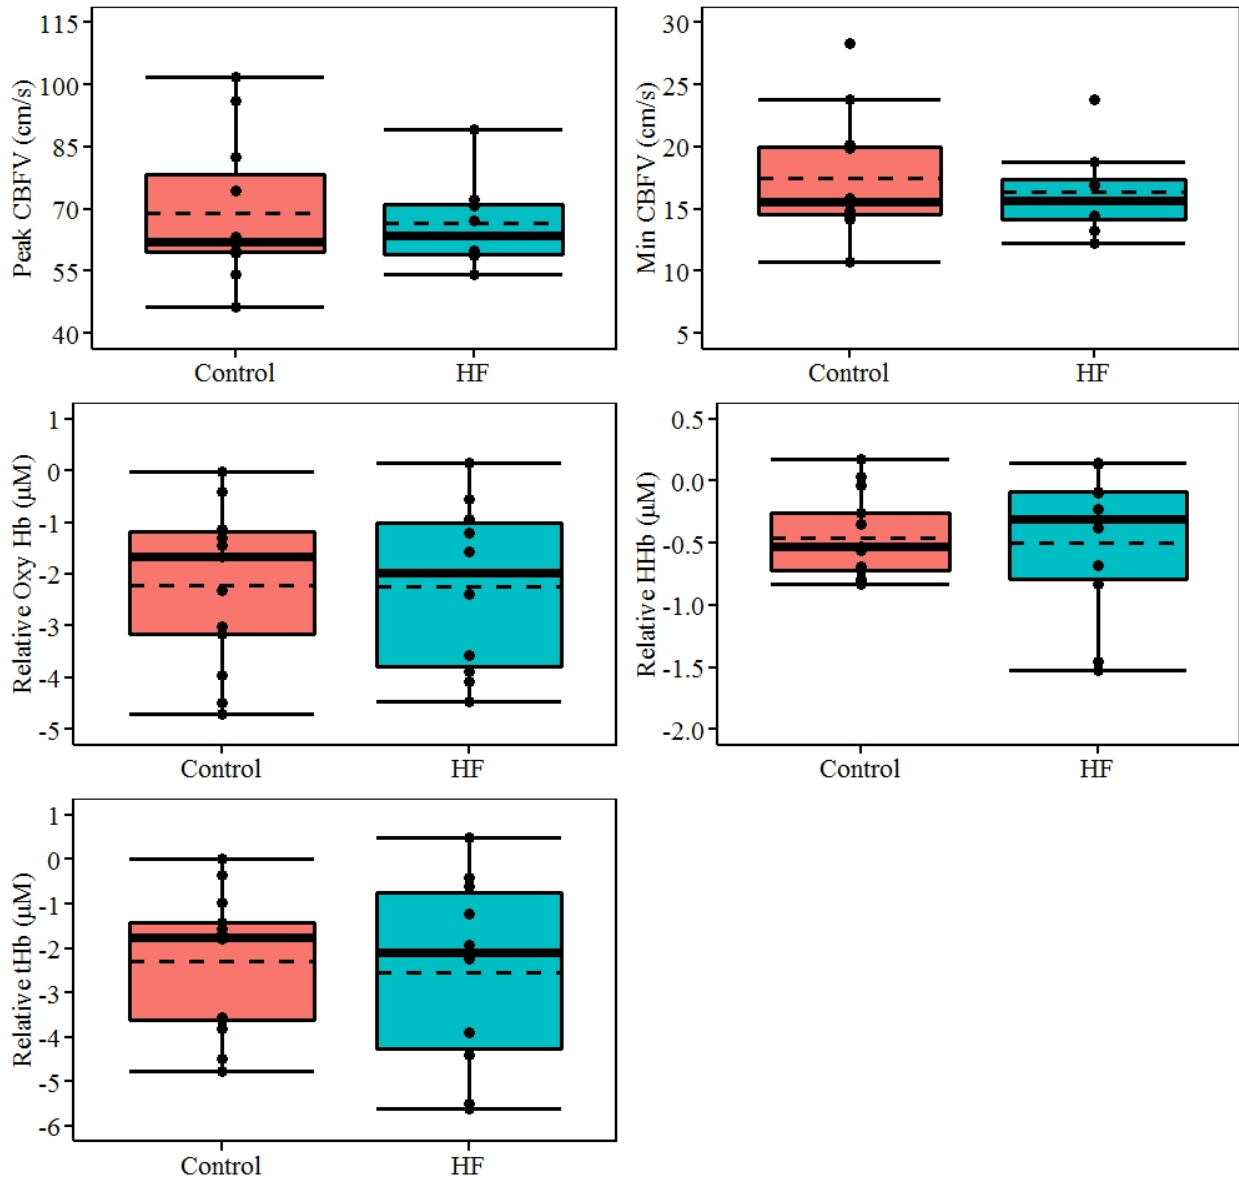 Peak CBFV (cm/s)
115
100
85
70
55
40
Control
HF
Min CBFV (cm/s)
30
25
20
15
10
5
Control
HF
Relative Oxy Hb (μM)
1
0
-1
-2
-3
-4
-5
Control
HF
Relative HHb (μM)
0.5
0.0
-0.5
-1.0
-1.5
-2.0
Control
HF
Relative tHb (μM)
1
0
-1
-2
-3
-4
-5
-6
Control
HF